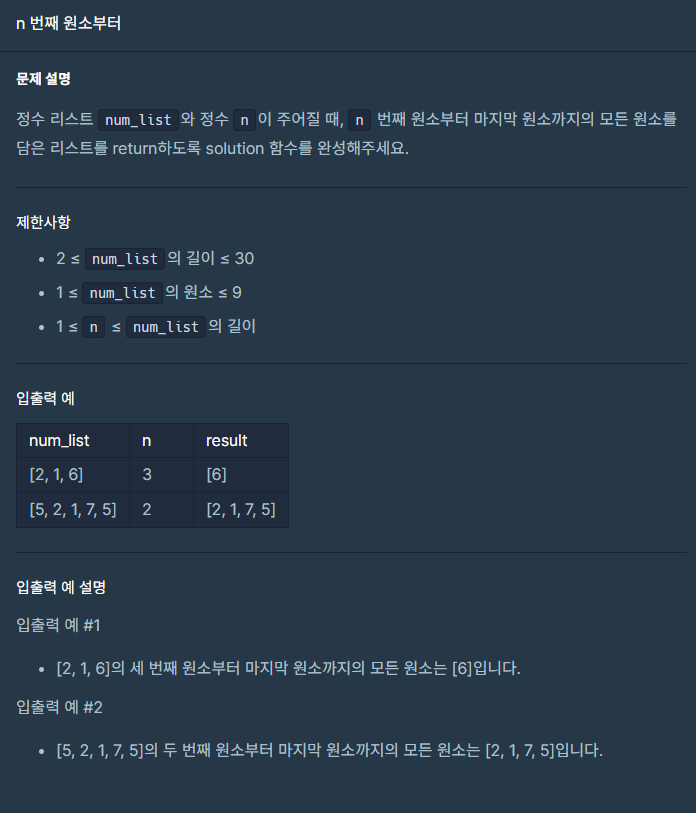 n 번째 원소부터
문제 설명
정수 리스트 num_list와 정수 n이 주어질 때, n 번째 원소부터 마지막 원소까지의 모든 원소를
담은 리스트를 return하도록 solution 함수를 완성해주세요.
제한사항
• 2 ≤ num_list의 길이 ≤ 30
• 1 ≤ num_list의 원소 ≤ 9
• 1 ≤ n ≤ num_list의 길이
입출력 예
num_list n result
[2, 1, 6] 3 [6]
[5, 2, 1, 7, 5] 2 [2, 1, 7, 5]
입출력 예 설명
입출력 예 #1
• [2, 1, 6]의 세 번째 원소부터 마지막 원소까지의 모든 원소는 [6]입니다.
입출력 예 #2
• [5, 2, 1, 7, 5]의 두 번째 원소부터 마지막 원소까지의 모든 원소는 [2, 1, 7, 5]입니다.